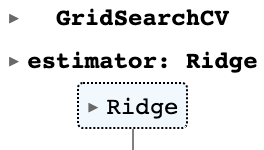 ▸ GridSearchCV
▸ estimator: Ridge
▸ Ridge